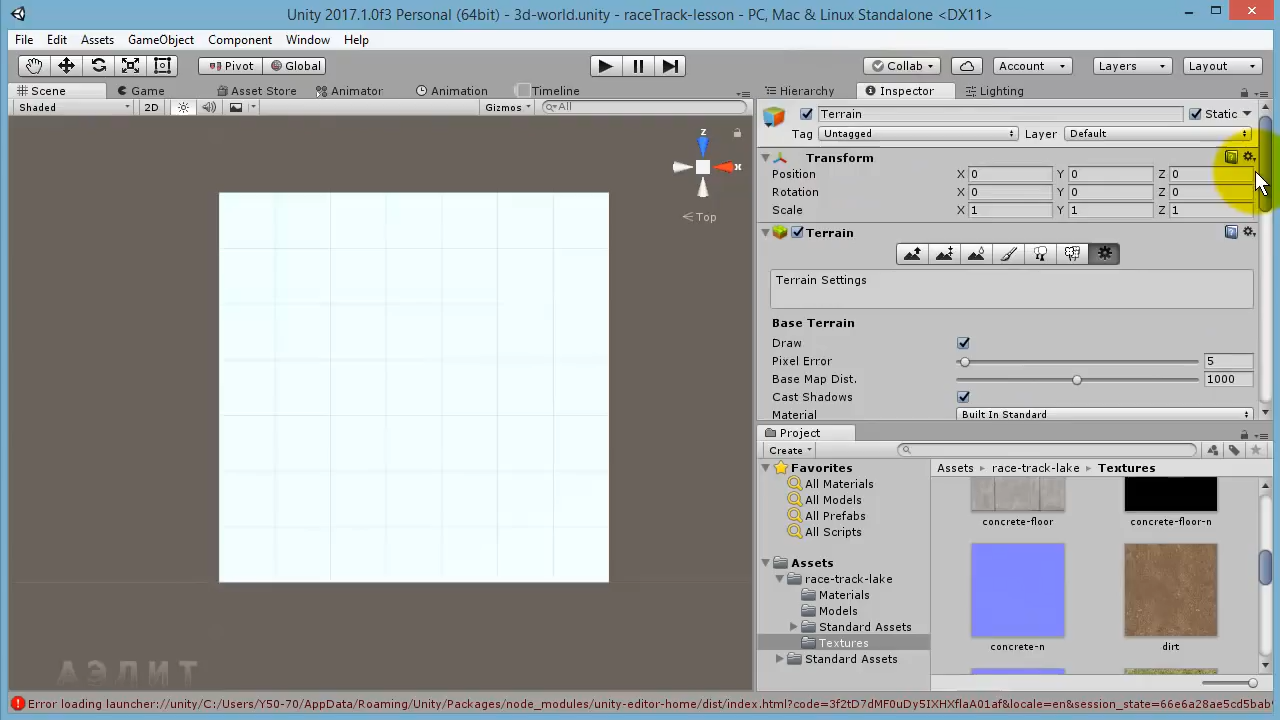 Unity 2017.1.0f3 Personal (64bit) - 3d-world.unity - raceTrack-lesson - PC, Mac & Linux Standalone <DX11>
File Edit Assets GameObject Component Window Help
Pivot Global Collab Account Layers Layout
Scene Game Asset Store Animator Animation Timeline Hierarchy Inspector Lighting
Shaded 2D Gizmos All
Terrain Static
Tag Untagged Layer Default
Transform
Position X 0 Y 0 Z 0
Rotation X 0 Y 0 Z 0
Scale X 1 Y 1 Z 1
z
x
Top
Terrain
Terrain Settings
Base Terrain
Draw
Pixel Error 5
Base Map Dist. 1000
Cast Shadows
Material Built In Standard
Project
Create
Favorites
All Materials
All Models
All Prefabs
All Scripts
Assets
race-track-lake
Materials
Models
Standard Assets
Textures
Standard Assets
Assets race-track-lake Textures
concrete-floor concrete-floor-n
concrete-n dirt
АЭЛИТ
Error loading launcher://unity/C:/Users/Y50-70/AppData/Roaming/Unity/Packages/node_modules/unity-editor-home/dist/index.html?code=3f2tD7dMF0uDy5IXHXflaA01af&locale=en&session_state=66e6a28ae5cd5bab